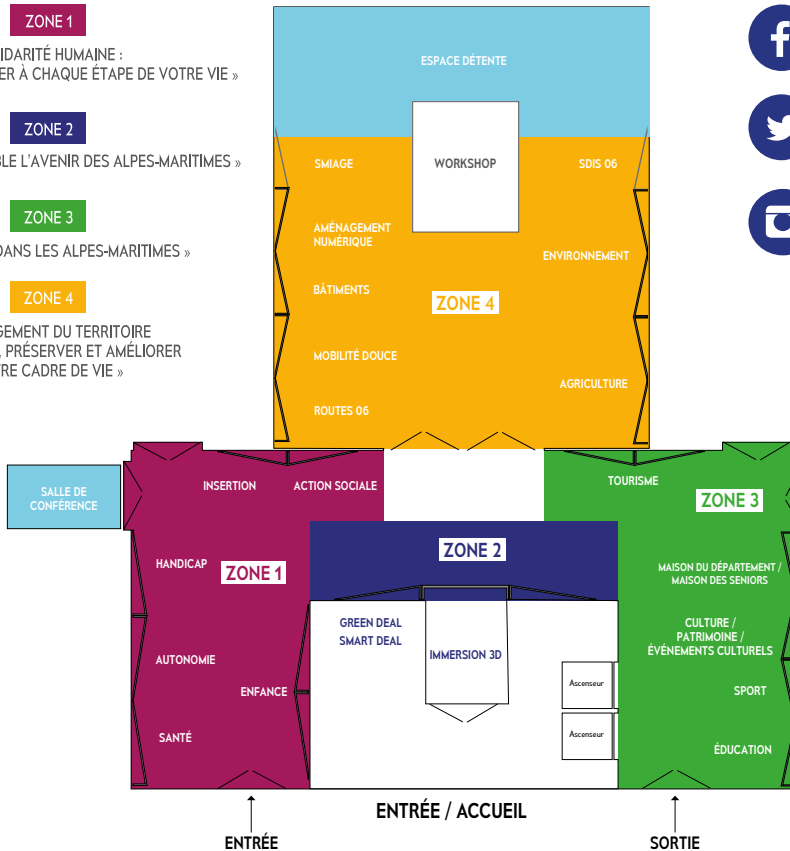 ZONE 1
IDARITÉ HUMAINE :
ER À CHAQUE ÉTAPE DE VOTRE VIE »
ZONE 2
BLE L'AVENIR DES ALPES-MARITIMES »
ZONE 3
DANS LES ALPES-MARITIMES »
ZONE 4
GEMENT DU TERRITOIRE
, PRÉSERVER ET AMÉLIORER
TRE CADRE DE VIE »
ESPACE DÉTENTE
SMIAGE
WORKSHOP
SDIS 06
AMÉNAGEMENT
NUMÉRIQUE
ENVIRONNEMENT
BÂTIMENTS
ZONE 4
MOBILITÉ DOUCE
AGRICULTURE
ROUTES 06
SALLE DE
CONFÉRENCE
INSERTION
ACTION SOCIALE
HANDICAP
ZONE 1
AUTONOMIE
ENFANCE
SANTÉ
ZONE 2
GREEN DEAL
SMART DEAL
IMMERSION 3D
Ascenseur
Ascenseur
TOURISME
ZONE 3
MAISON DU DÉPARTEMENT /
MAISON DES SENIORS
CULTURE /
PATRIMOINE /
ÉVÉNEMENTS CULTURELS
SPORT
ÉDUCATION
ENTRÉE / ACCUEIL
ENTRÉE
SORTIE